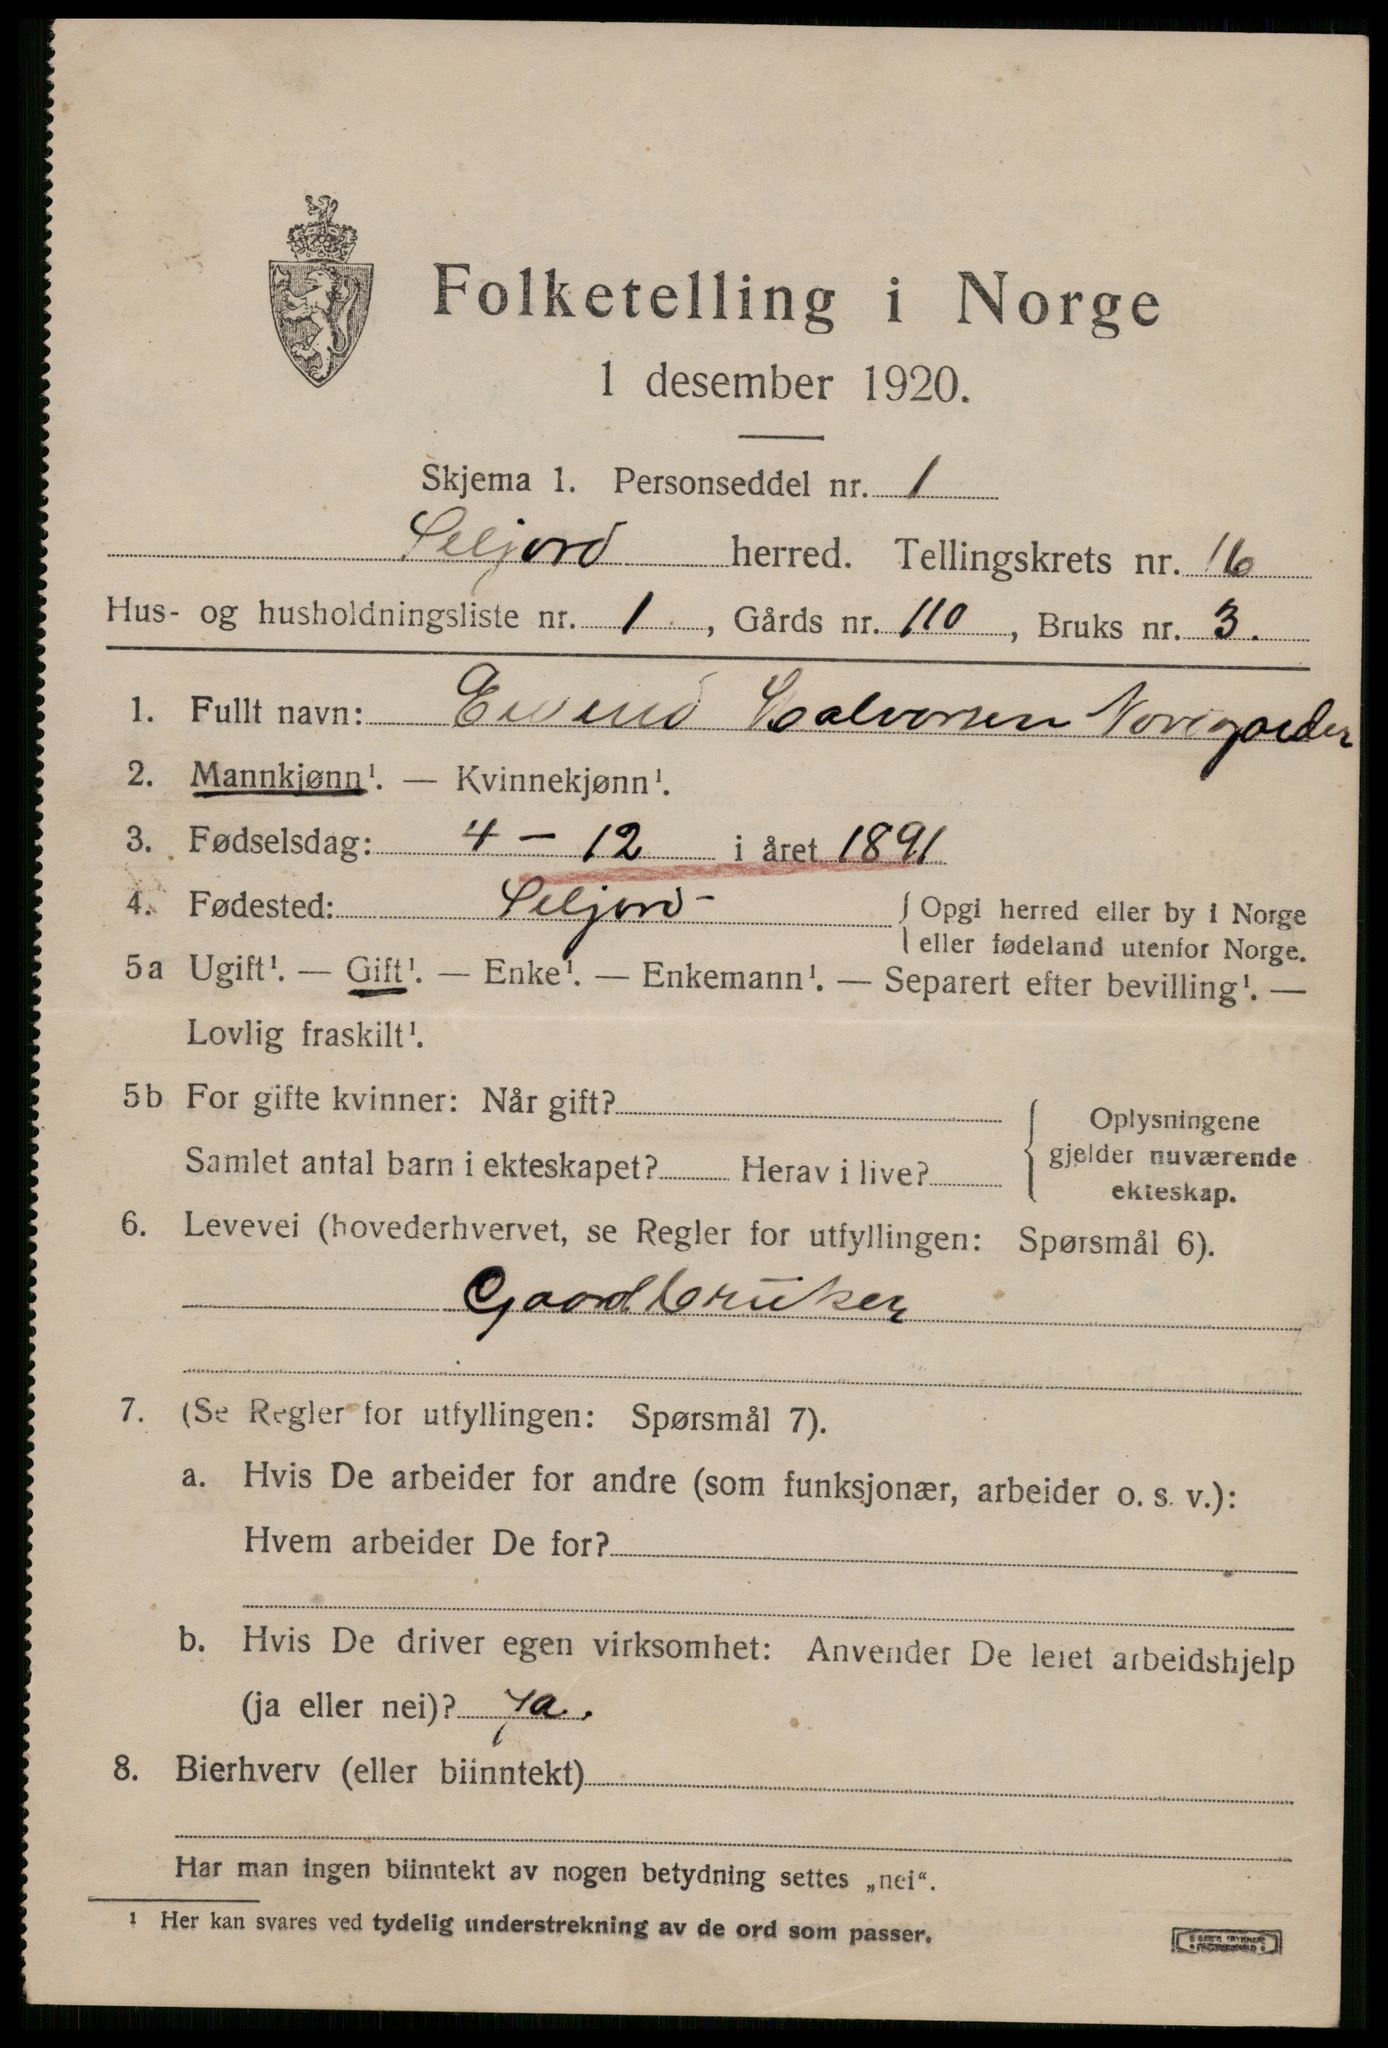 Folketelling i Norge
1 desember 1920.
Skjema 1. Personseddel nr. 1
Seljord herred. Tellingskrets nr. 16
Hus- og husholdningsliste nr. 1, Gårds nr. 110, Bruks nr. 3.
1. Fullt navn: Eivind Halvorsen
2. Mannkjønn¹. — Kvinnekjønn¹.
3. Fødselsdag: 4 - 12 i året 1891
4. Fødested: Seljord - { Opgi herred eller by i Norge
eller fødeland utenfor Norge.
5a Ugift¹. — Gift¹. — Enke¹. — Enkemann¹. — Separert efter bevilling¹. —
Lovlig fraskilt¹.
5b For gifte kvinner: Når gift?
Samlet antal barn i ekteskapet? Herav i live?
{ Oplysningene
gjelder nuværende
ekteskap.
6. Levevei (hovederhvervet, se Regler for utfyllingen: Spørsmål 6).
Gaardbruker
7. (Se Regler for utfyllingen: Spørsmål 7).
a. Hvis De arbeider for andre (som funksjonær, arbeider o. s. v.):
Hvem arbeider De for?
b. Hvis De driver egen virksomhet: Anvender De leiet arbeidshjelp
(ja eller nei)? Ja.
8. Bierhverv (eller biinntekt)
Har man ingen biinntekt av nogen betydning settes „nei“.
¹ Her kan svares ved tydelig understrekning av de ord som passer.